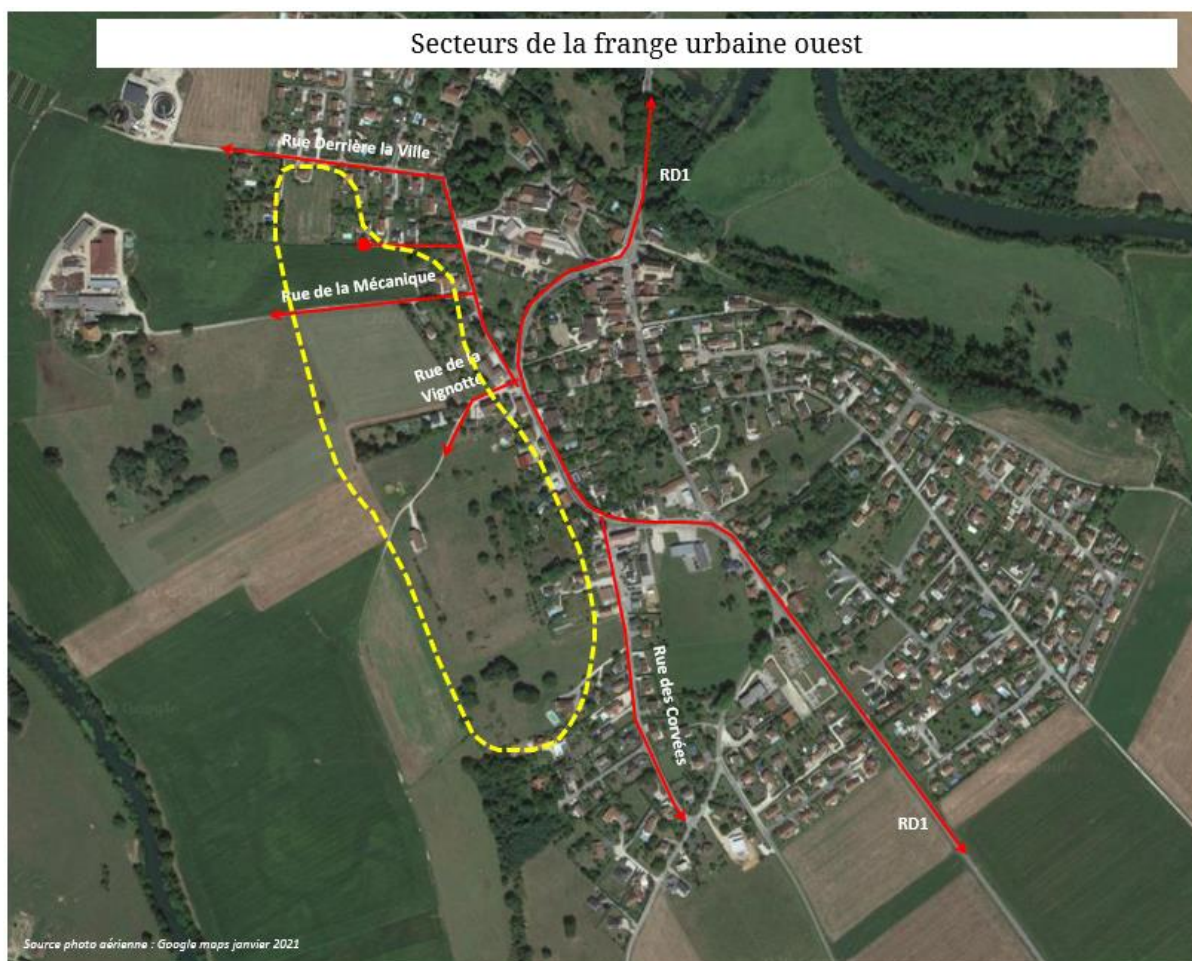 Secteurs de la frange urbaine ouest
Rue Derrière la Ville
RD1
Rue de la Mécanique
Rue de la
Vignotte
Rue des Corvées
RD1
Source photo aérienne : Google maps janvier 2021